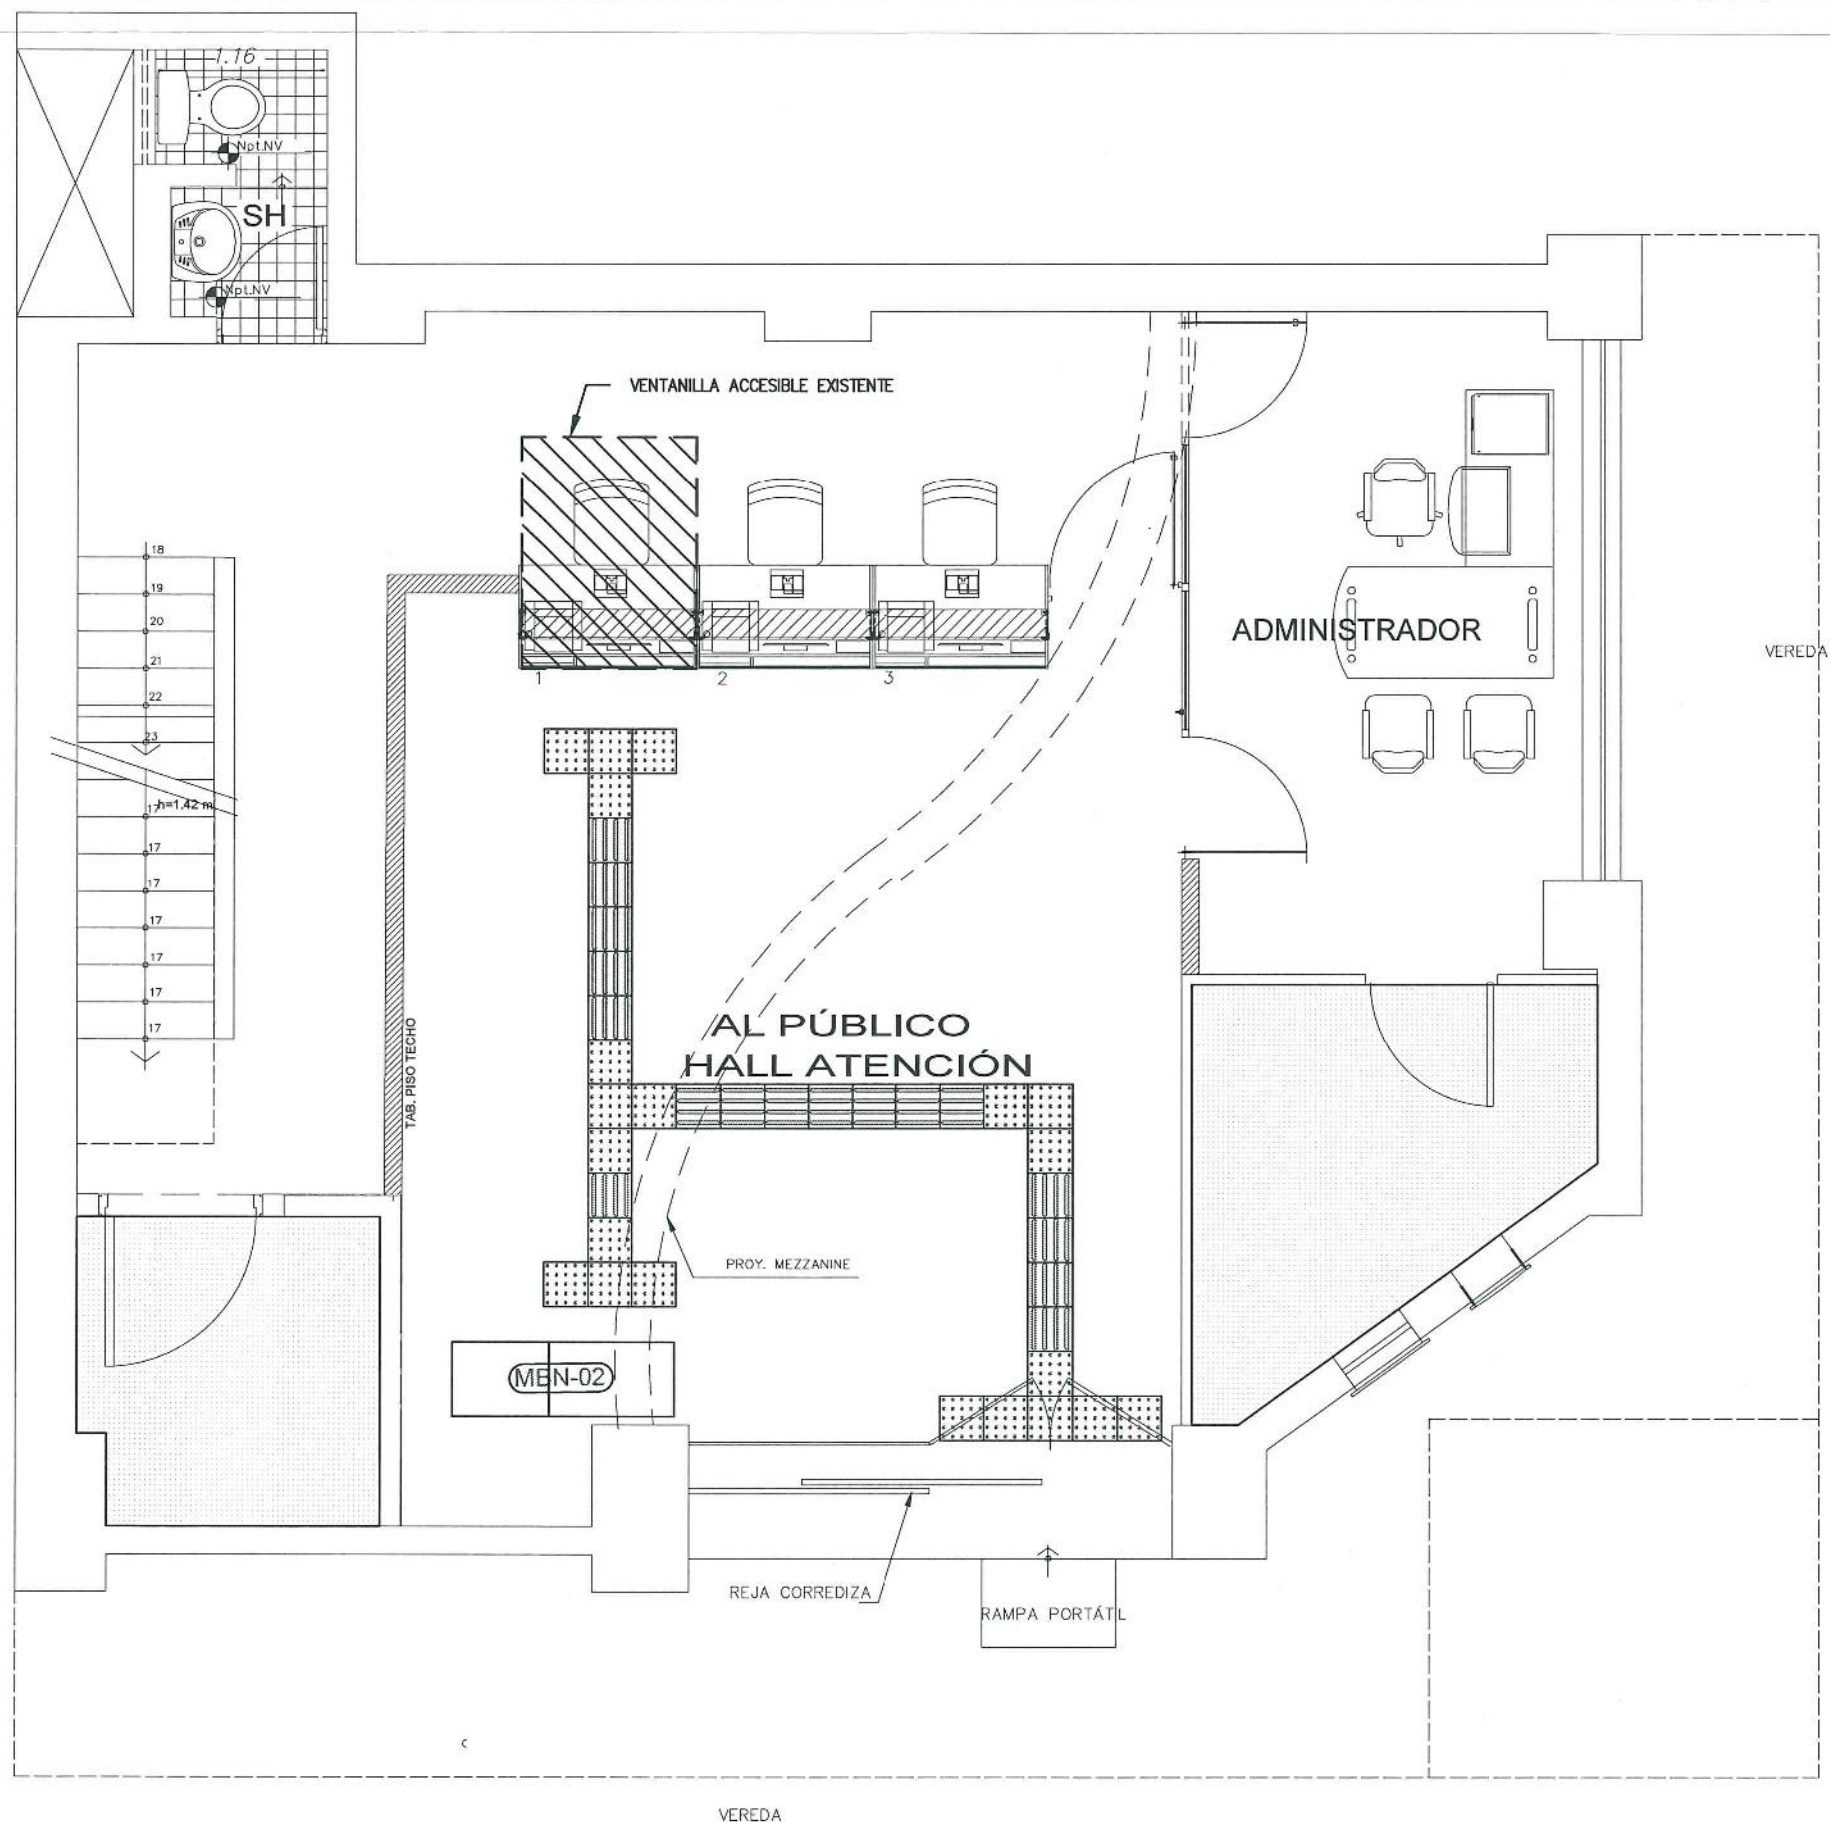 1.16
Npt.NV
SH
Npt.NV
VENTANILLA ACCESIBLE EXISTENTE
18
19
20
21
22
23
h=1.42 m
17
17
17
17
17
17
17
1
2
3
ADMINISTRADOR
VEREDA
TAB. PISO TECHO
AL PÚBLICO
HALL ATENCIÓN
PROY. MEZZANINE
MBN-02
REJA CORREDIZA
RAMPA PORTÁTIL
VEREDA